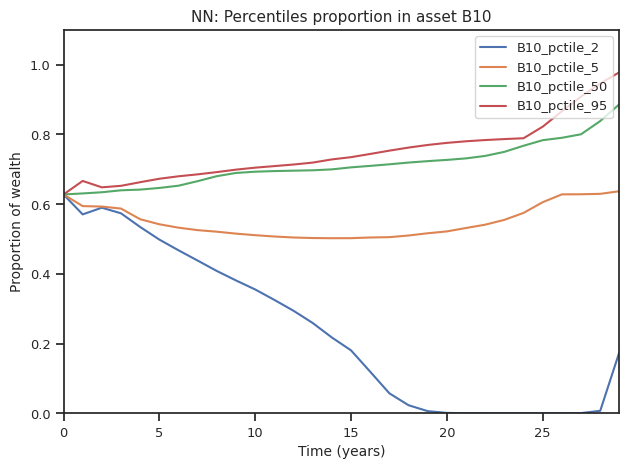 NN: Percentiles proportion in asset B10
B10_pctile_2
B10_pctile_5
B10_pctile_50
B10_pctile_95
Proportion of wealth
1.0
0.8
0.6
0.4
0.2
0.0
0 5 10 15 20 25
Time (years)